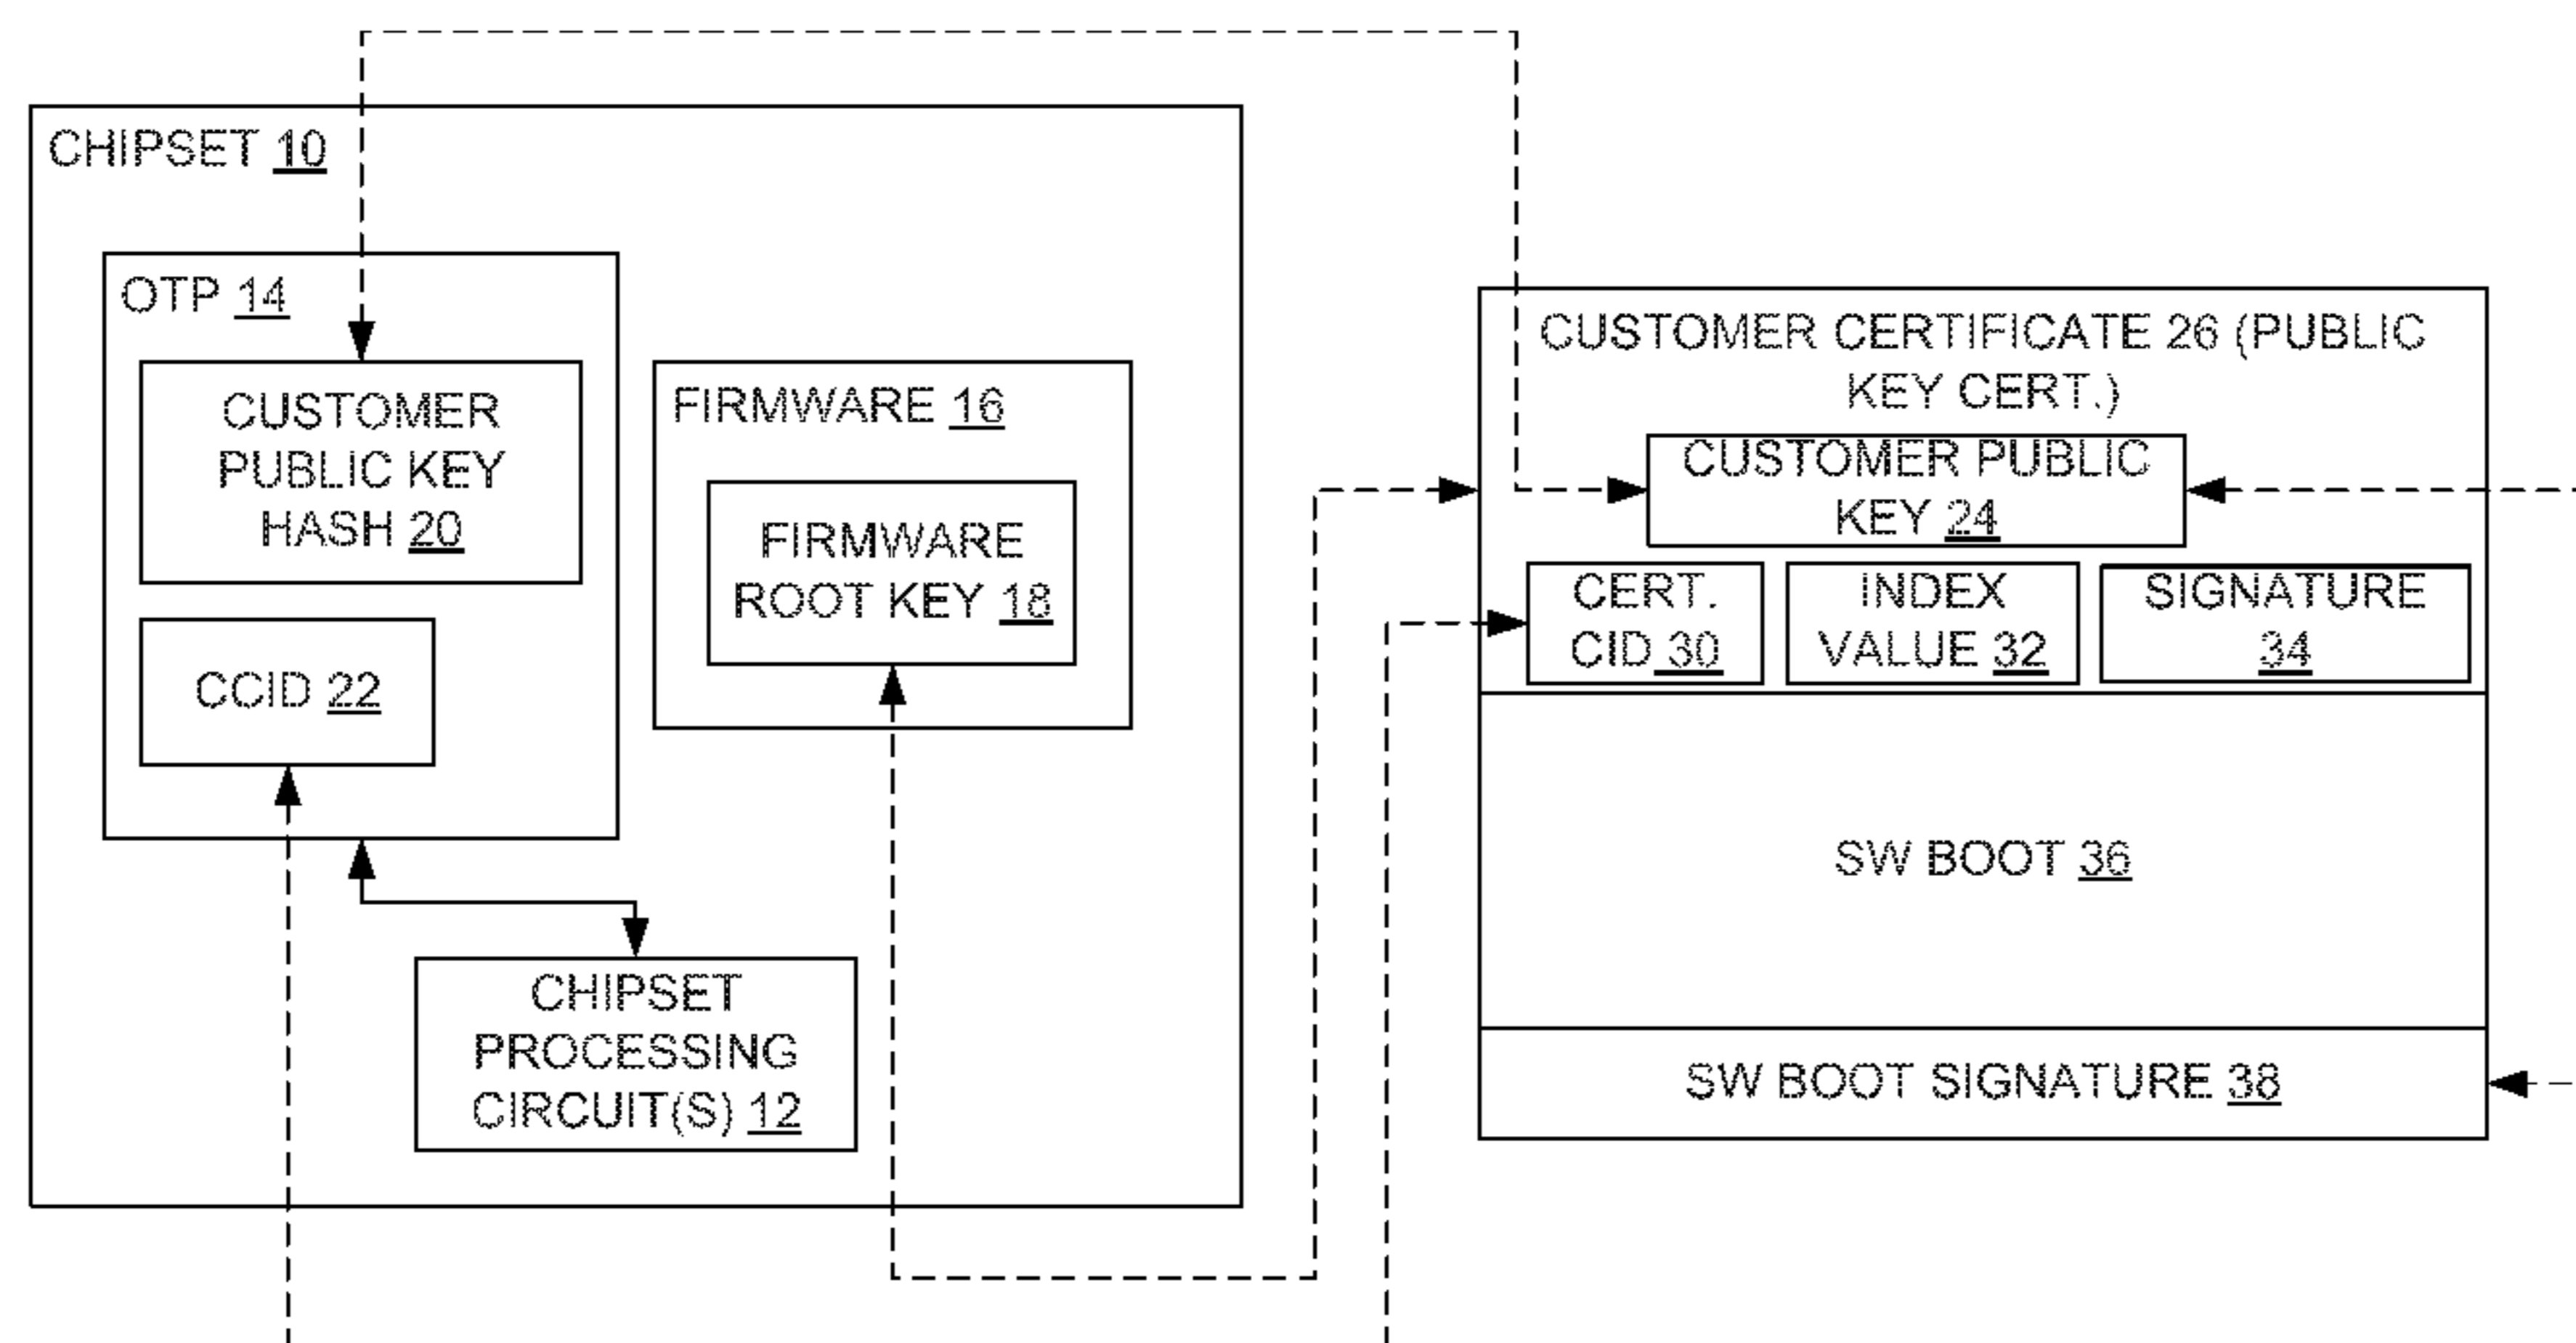 CHIPSET 10
OTP 14
CUSTOMER
PUBLIC KEY
HASH 20
CCID 22
FIRMWARE 16
FIRMWARE
ROOT KEY 18
CHIPSET
PROCESSING
CIRCUIT(S) 12
CUSTOMER CERTIFICATE 26 (PUBLIC
KEY CERT.)
CUSTOMER PUBLIC
KEY 24
CERT.
CID 30
INDEX
VALUE 32
SIGNATURE
34
SW BOOT 36
SW BOOT SIGNATURE 38